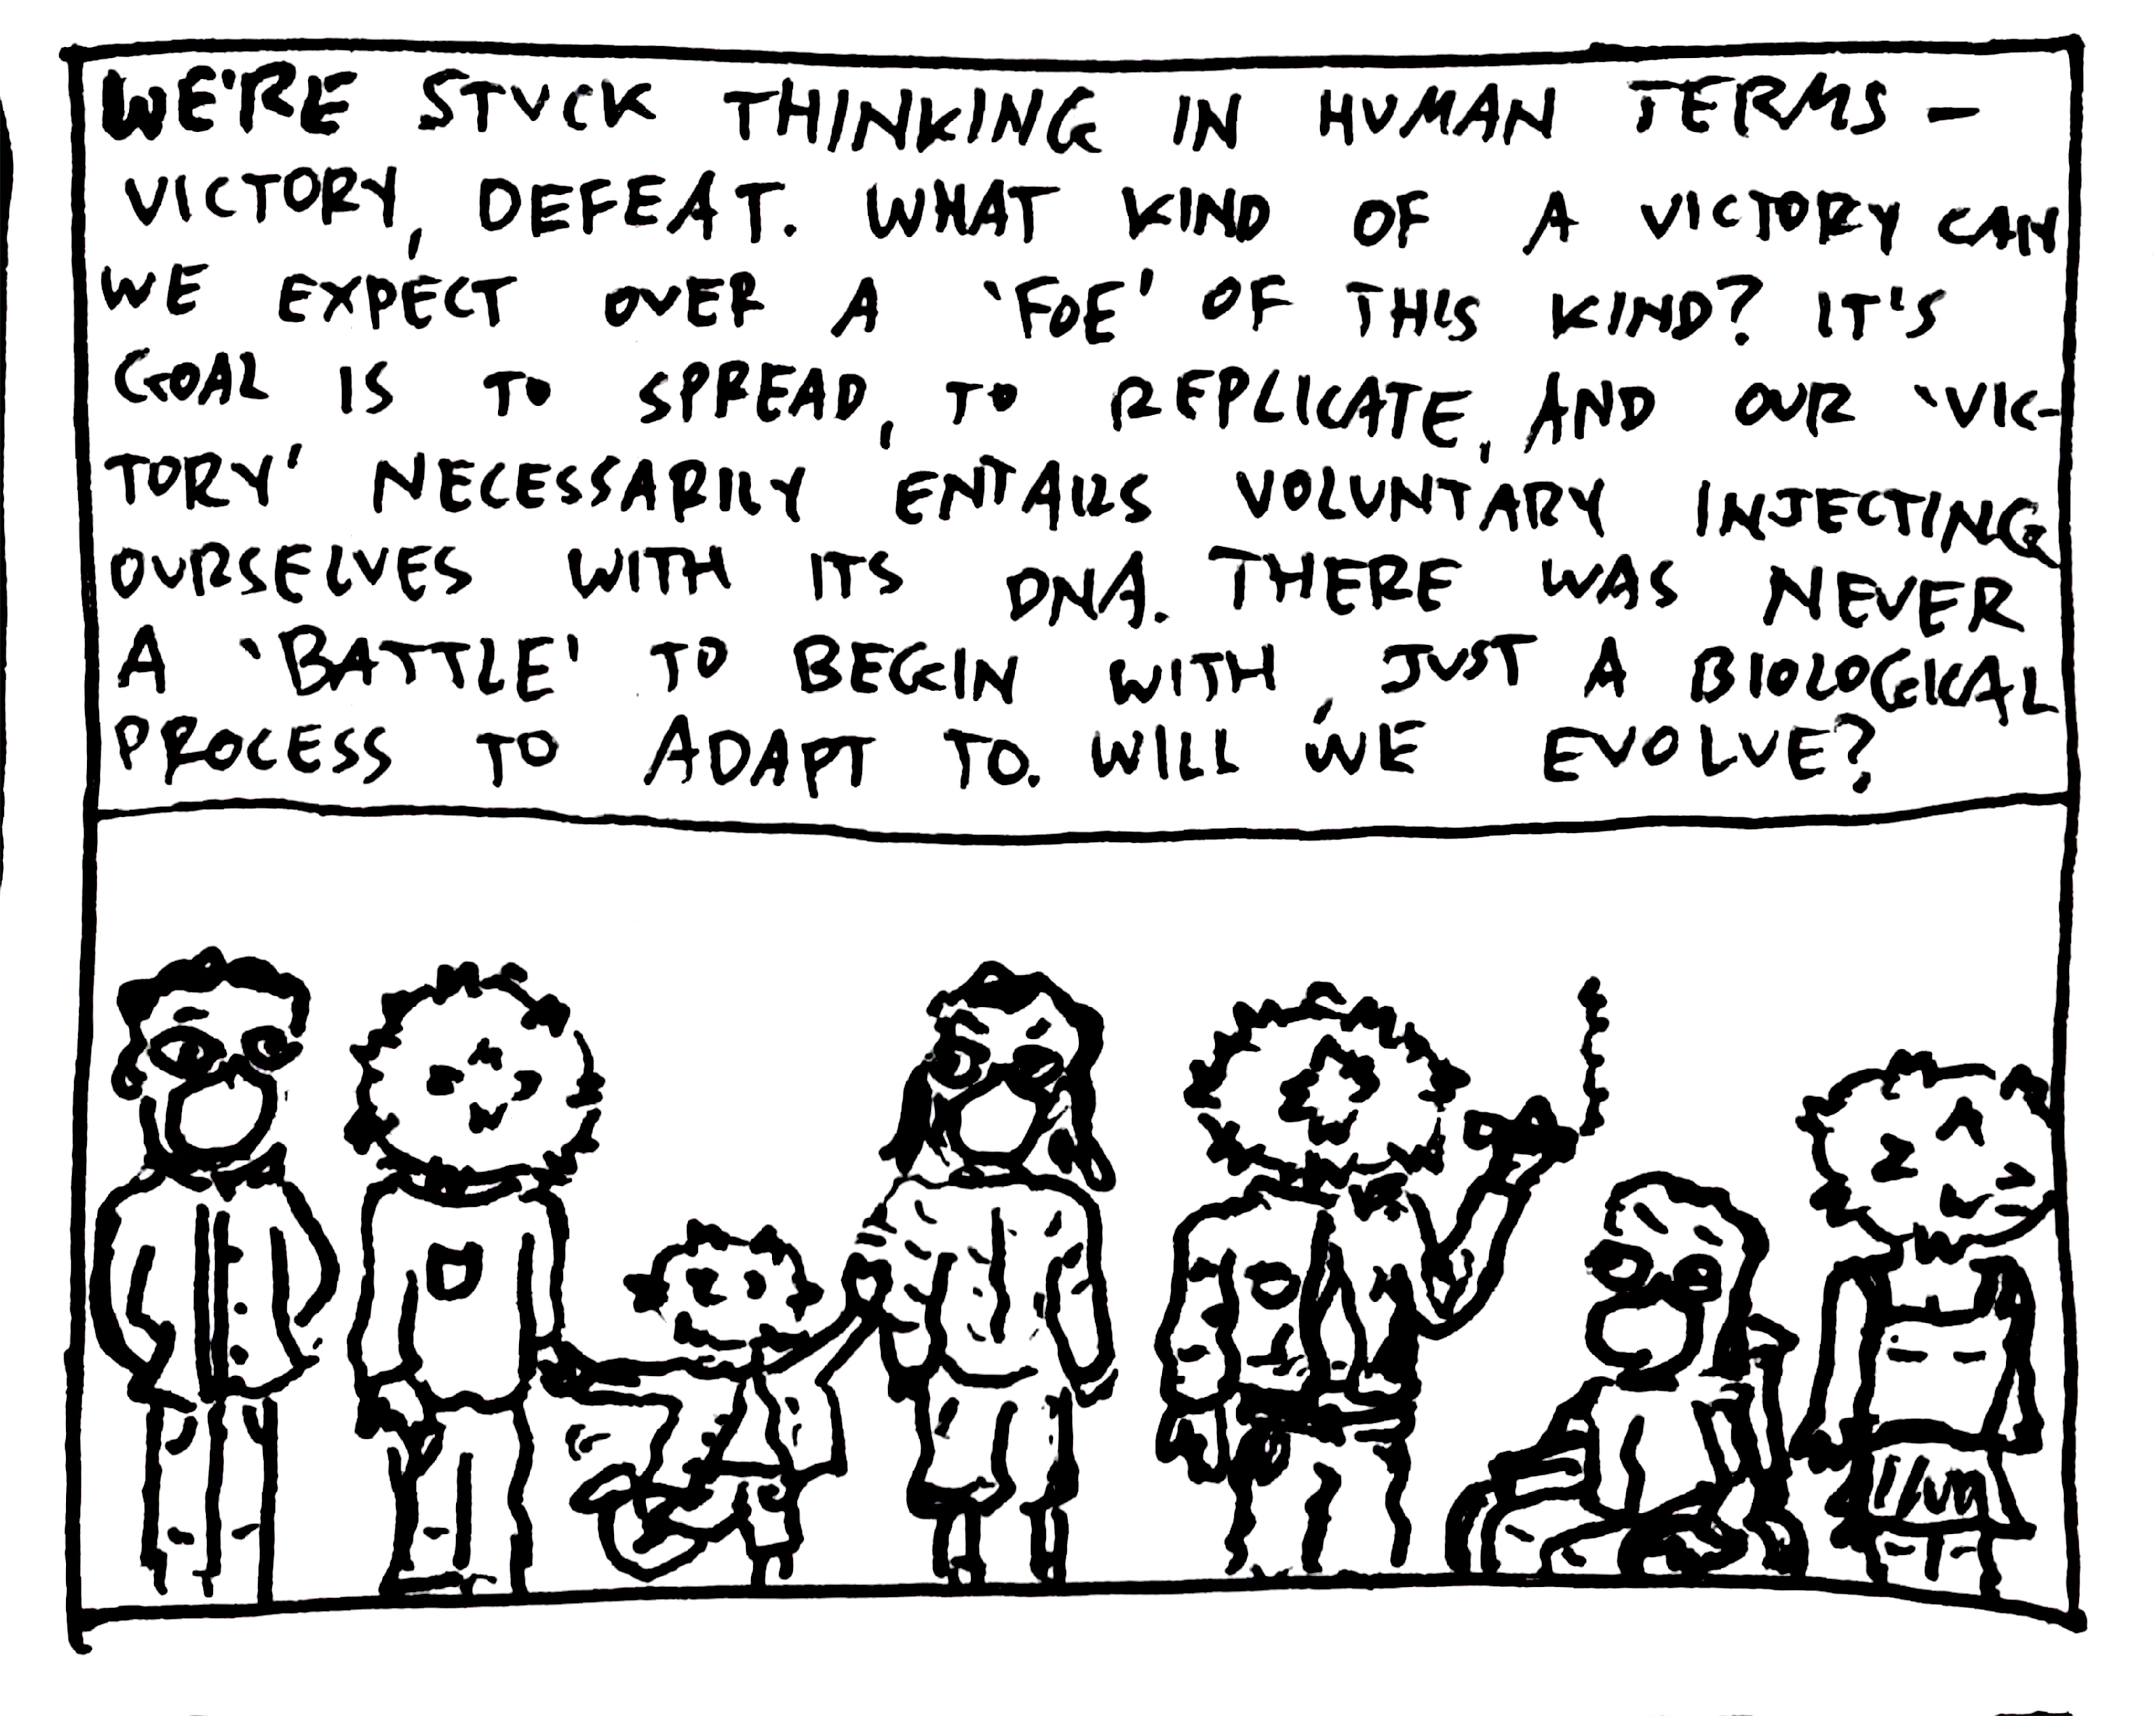 WE'RE STUCK THINKING IN HUMAN TERMS -
VICTORY, DEFEAT. WHAT KIND OF A VICTORY CAN
WE EXPECT OVER A 'FOE' OF THIS KIND? IT'S
GOAL IS TO SPREAD, TO REPLICATE, AND OUR 'VIC-
TORY' NECESSARILY ENTAILS VOLUNTARY INJECTING
OURSELVES WITH ITS DNA. THERE WAS NEVER
A 'BATTLE' TO BEGIN WITH, JUST A BIOLOGICAL
PROCESS TO ADAPT TO. WILL WE EVOLVE?